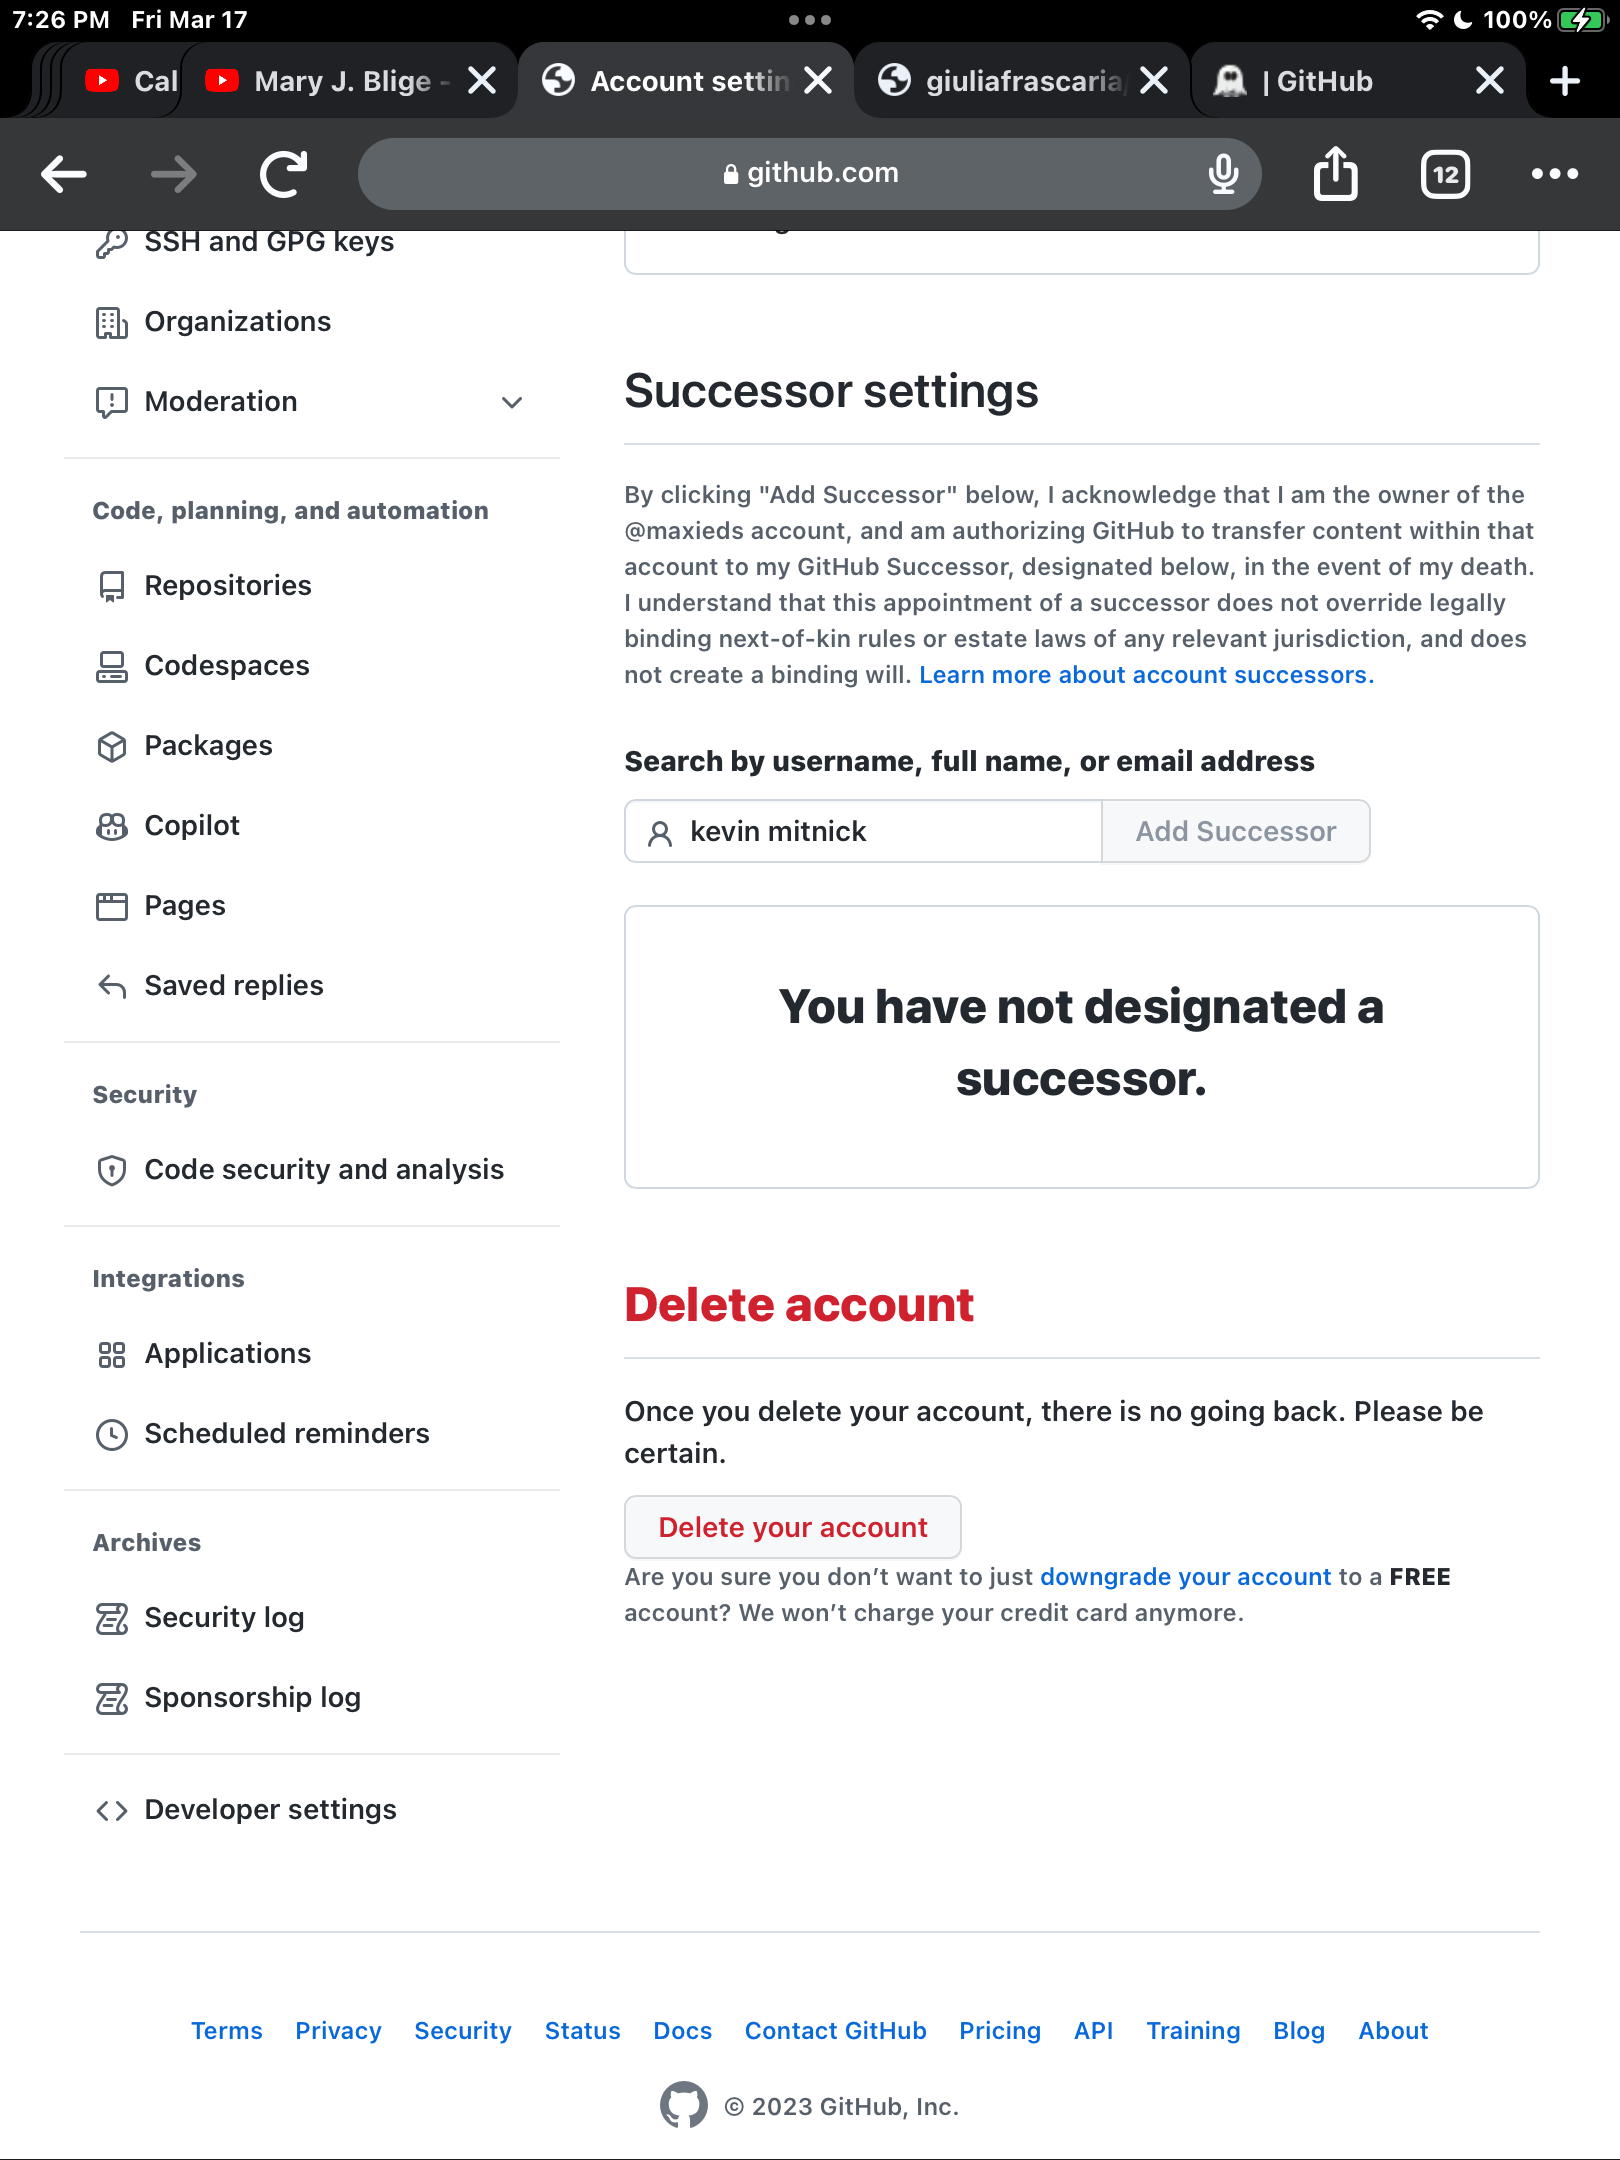 7:26 PM Fri Mar 17
100%
Cal
Mary J. Blige -
Account settin
giuliafrascaria/
| GitHub
github.com
12
SSH and GPG keys
Organizations
Moderation
Code, planning, and automation
Repositories
Codespaces
Packages
Copilot
Pages
Saved replies
Security
Code security and analysis
Integrations
Applications
Scheduled reminders
Archives
Security log
Sponsorship log
Developer settings
Successor settings
By clicking "Add Successor" below, I acknowledge that I am the owner of the
@maxieds account, and am authorizing GitHub to transfer content within that
account to my GitHub Successor, designated below, in the event of my death.
I understand that this appointment of a successor does not override legally
binding next-of-kin rules or estate laws of any relevant jurisdiction, and does
not create a binding will. Learn more about account successors.
Search by username, full name, or email address
kevin mitnick
Add Successor
You have not designated a
successor.
Delete account
Once you delete your account, there is no going back. Please be
certain.
Delete your account
Are you sure you don’t want to just downgrade your account to a FREE
account? We won’t charge your credit card anymore.
Terms Privacy Security Status Docs Contact GitHub Pricing API Training Blog About
© 2023 GitHub, Inc.